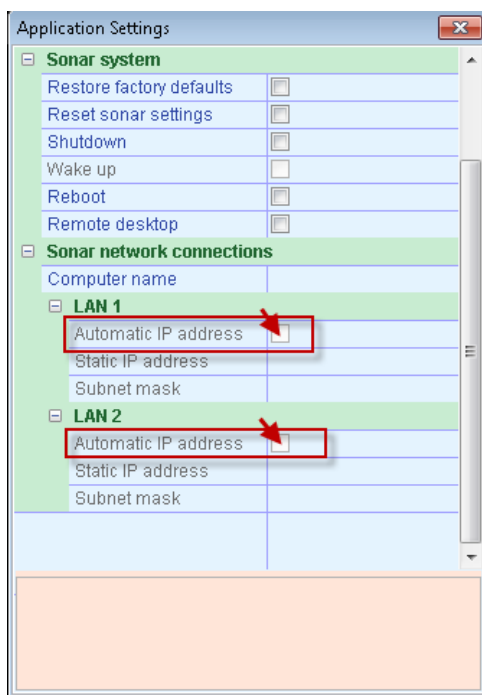 Application Settings
Sonar system
Restore factory defaults
Reset sonar settings
Shutdown
Wake up
Reboot
Remote desktop
Sonar network connections
Computer name
LAN 1
Automatic IP address
Static IP address
Subnet mask
LAN 2
Automatic IP address
Static IP address
Subnet mask